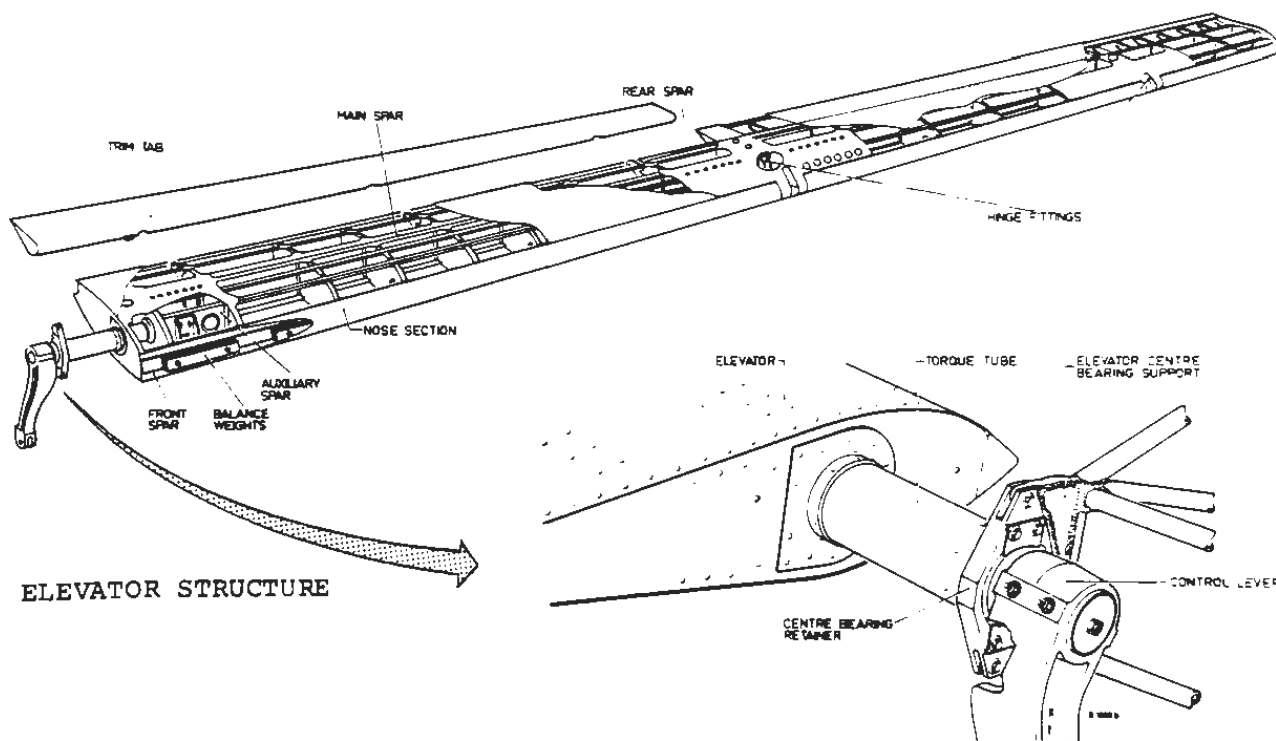 REAR SPAR
MAIN SPAR
TRIM TAB
HINGE FITTINGS
NOSE SECTION
AUXILIARY
SPAR
FRONT
SPAR
BALANCE
WEIGHTS
ELEVATOR
TORQUE TUBE
ELEVATOR CENTRE
BEARING SUPPORT
ELEVATOR STRUCTURE
CONTROL LEVER
CENTRE BEARING
RETAINER